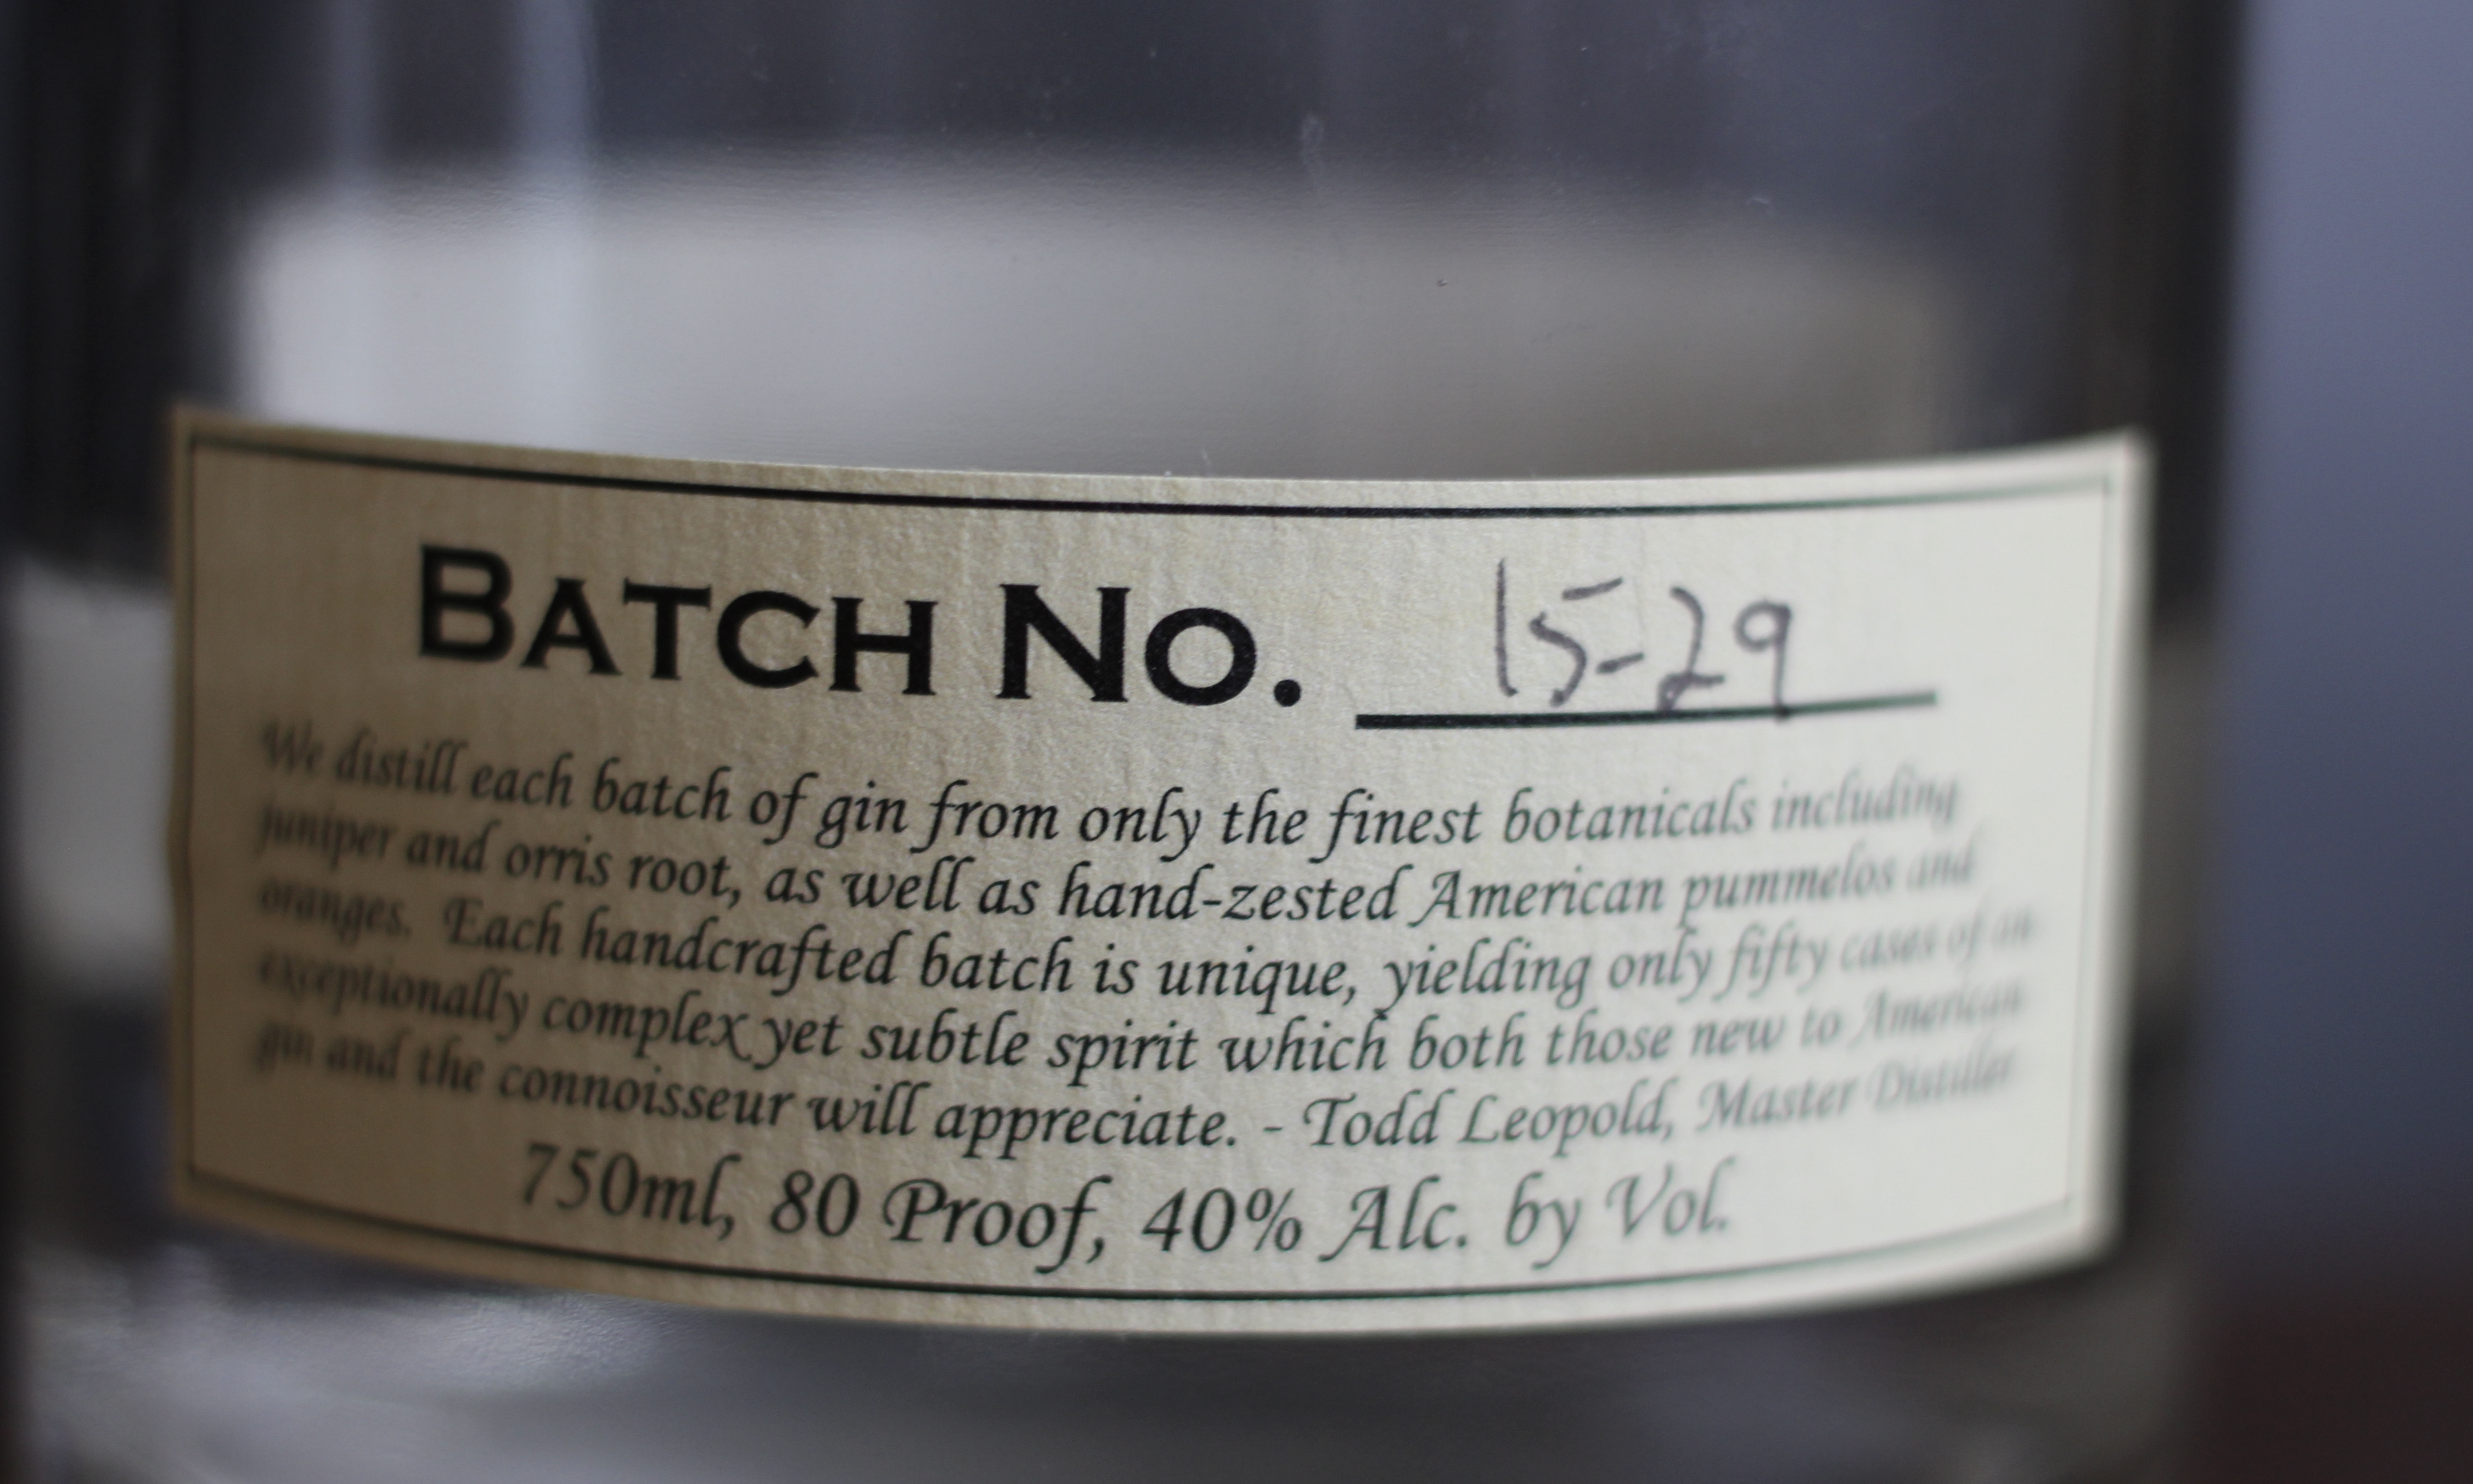 BATCH NO. 15-29
We distill each batch of gin from only the finest botanicals including
juniper and orris root, as well as hand-zested American pummelos and
oranges. Each handcrafted batch is unique, yielding only fifty cases of an
exceptionally complex yet subtle spirit which both those new to American
gin and the connoisseur will appreciate. - Todd Leopold, Master Distiller
750ml, 80 Proof, 40% Alc. by Vol.